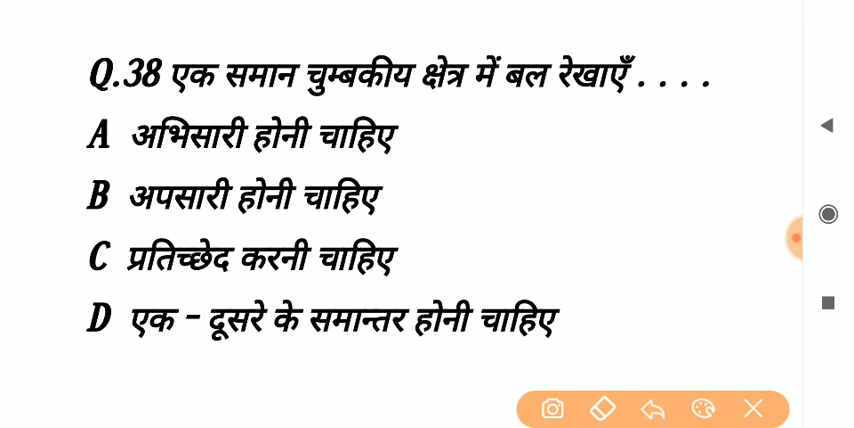 Q.38 एक समान चुम्बकीय क्षेत्र में बल रेखाएँ . . . .
A अभिसारी होनी चाहिए
B अपसारी होनी चाहिए
C प्रतिच्छेद करनी चाहिए
D एक - दूसरे के समान्तर होनी चाहिए